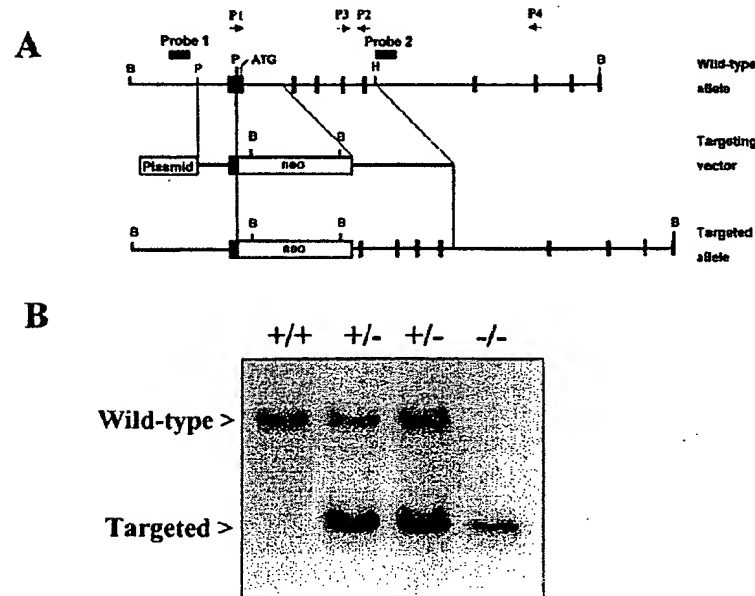 P1 P3 P2 P4
A
Probe 1 Probe 2
B P P ATG H B
Wild-type allele
B B
Plasmid neo
Targeting vector
B B B B
neo
Targeted allele
B
+/+ +/- +/- -/-
Wild-type >
Targeted >